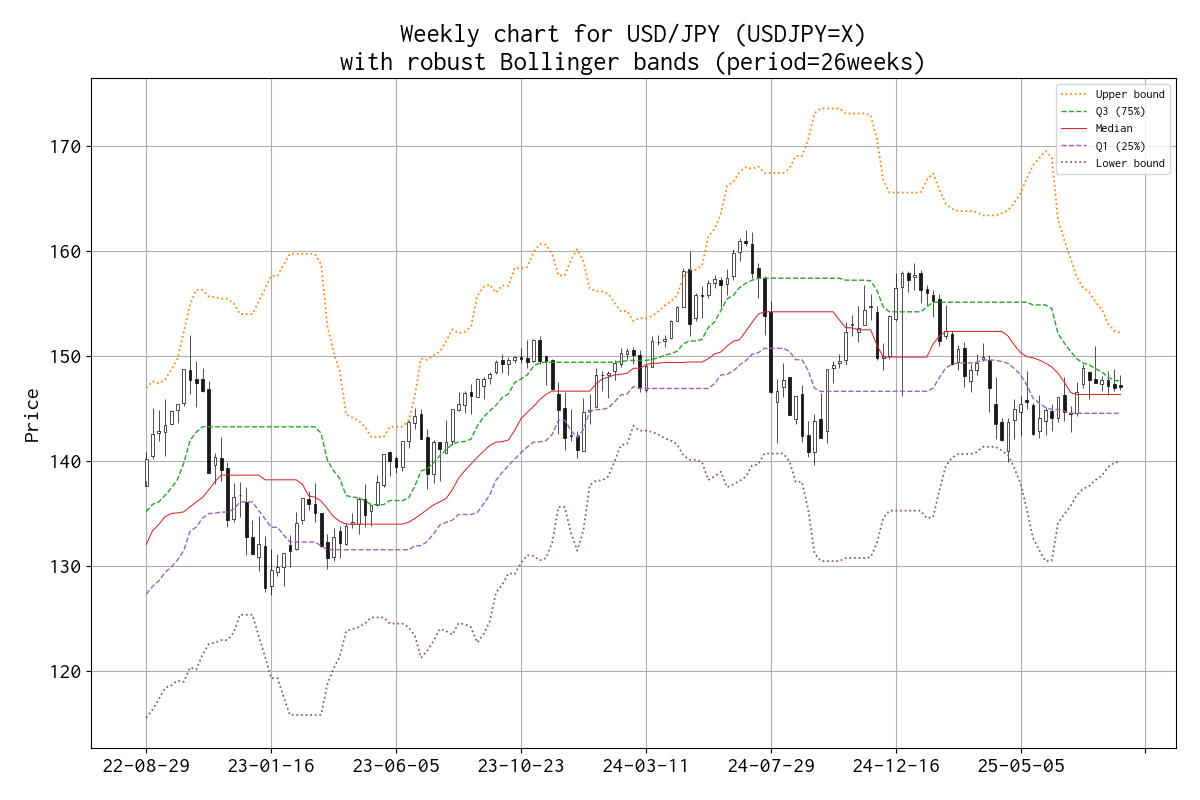 Weekly chart for USD/JPY (USDJPY=X)
with robust Bollinger bands (period=26weeks)
Upper bound
Q3 (75%)
Median
Q1 (25%)
Lower bound
Price
170
160
150
140
130
120
22-08-29
23-01-16
23-06-05
23-10-23
24-03-11
24-07-29
24-12-16
25-05-05